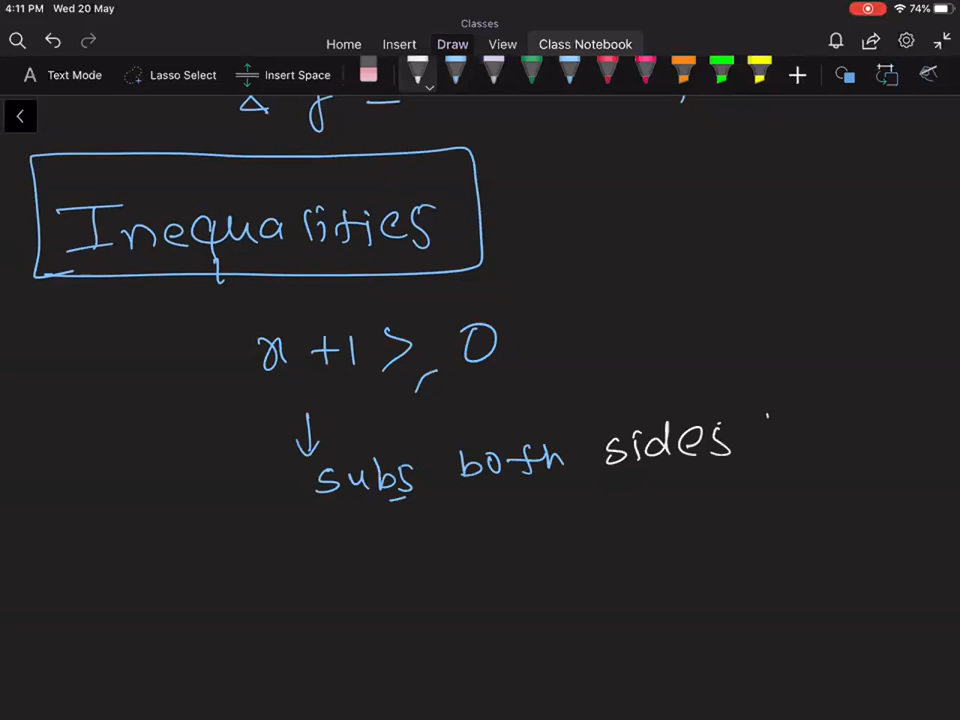 4:11 PM Wed 20 May
74%
Classes
Home Insert Draw View Class Notebook
A Text Mode Lasso Select Insert Space
Inequalities
x + 1 ⩾ 0
subs both sides